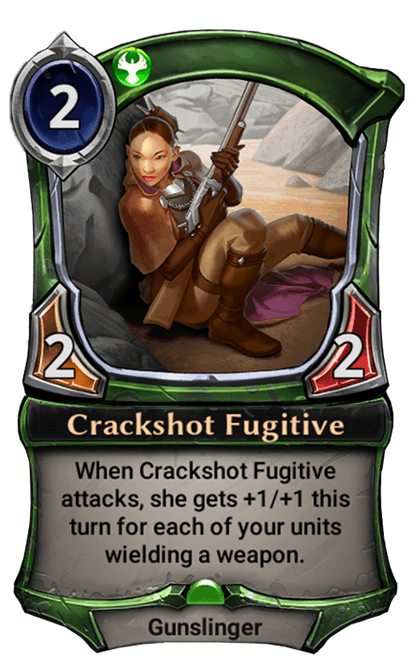 2
2
2
Crackshot Fugitive
When Crackshot Fugitive
attacks, she gets +1/+1 this
turn for each of your units
wielding a weapon.
Gunslinger